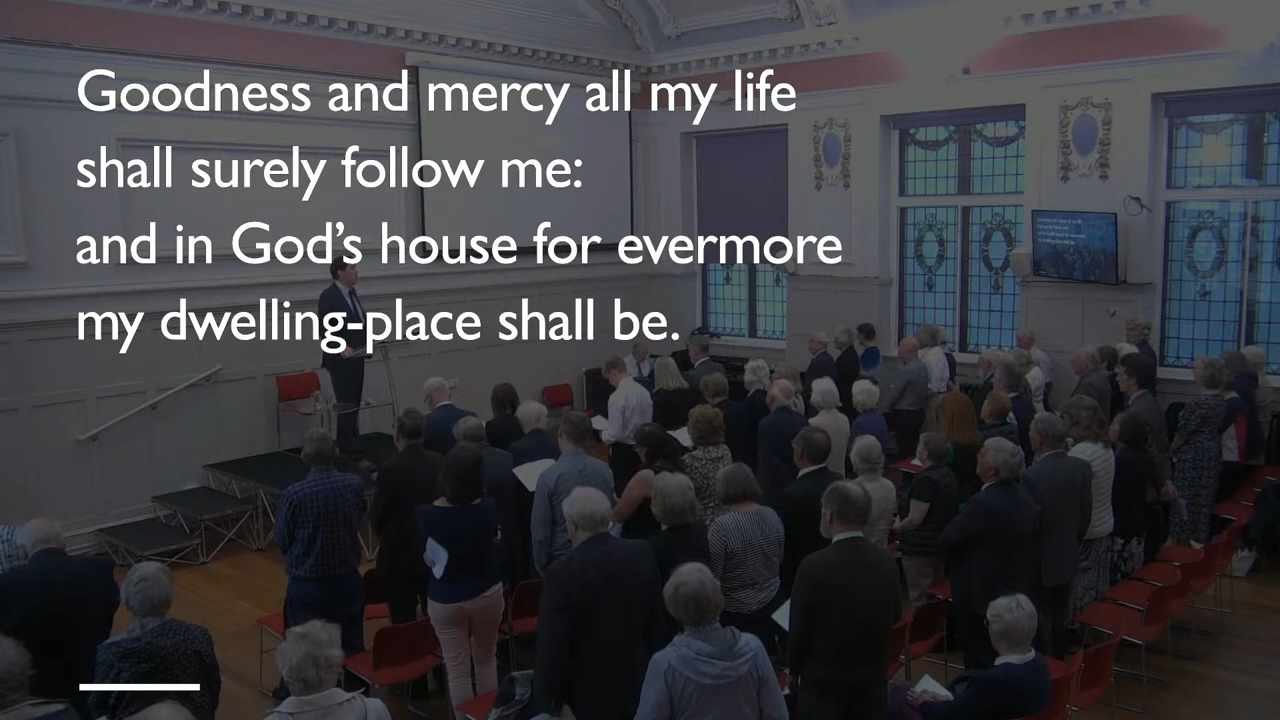 Goodness and mercy all my life
shall surely follow me:
and in God's house for evermore
my dwelling-place shall be.